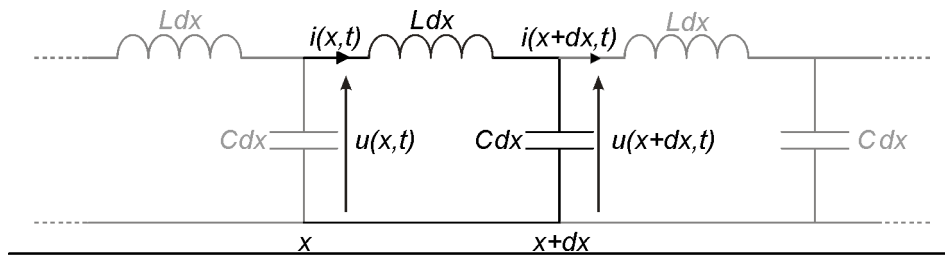 Ldx
Ldx
Ldx
i(x,t)
i(x+dx,t)
Cdx
u(x,t)
Cdx
u(x+dx,t)
Cdx
x
x+dx